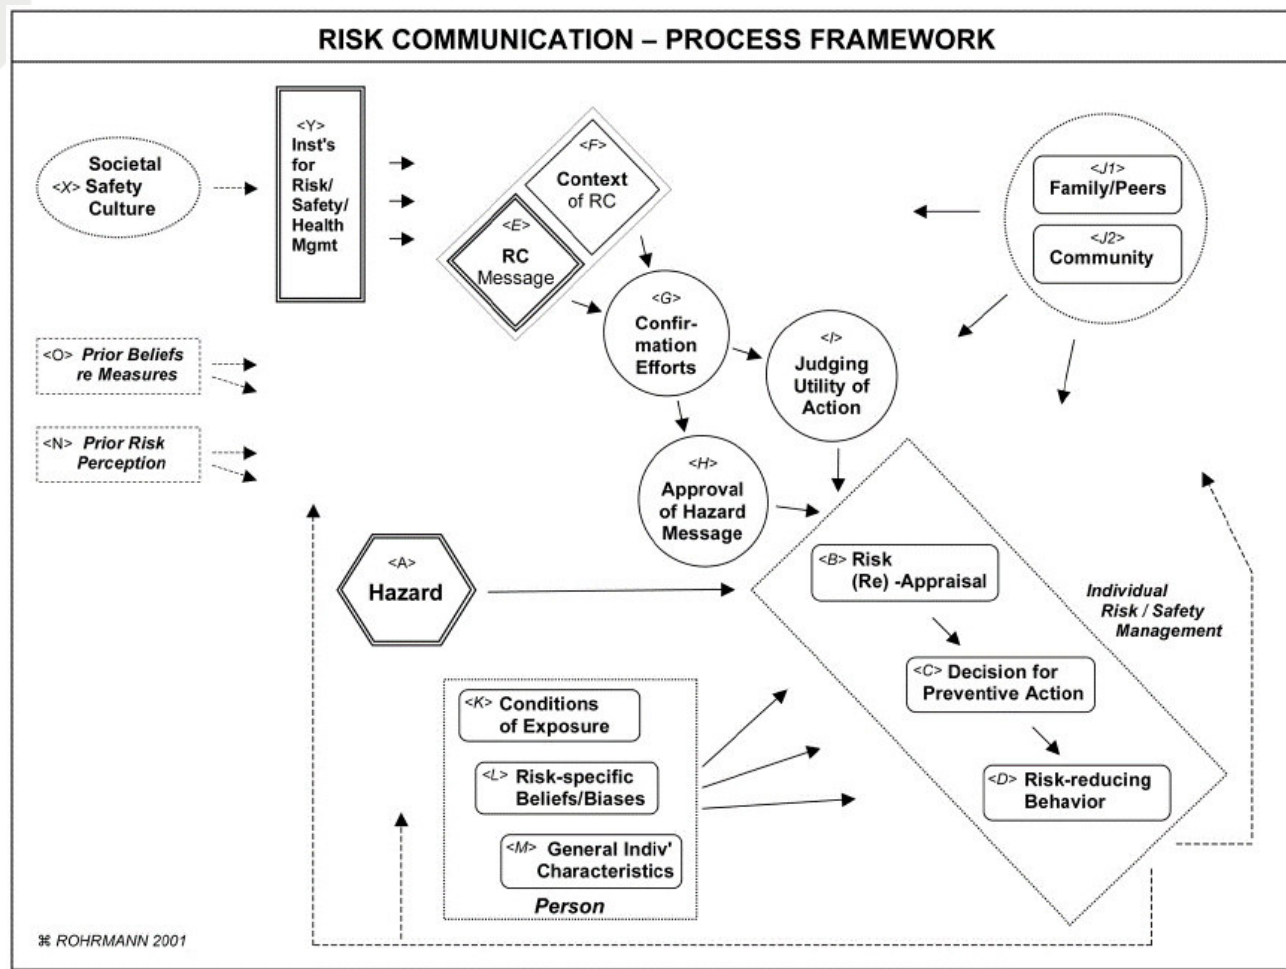 RISK COMMUNICATION – PROCESS FRAMEWORK
Societal
<X> Safety
Culture
<Y>
Inst's
for
Risk/
Safety/
Health
Mgmt
<F>
Context
of RC
<E>
RC
Message
<J1>
Family/Peers
<J2>
Community
<G>
Confir-
mation
Efforts
<I>
Judging
Utility of
Action
<O> Prior Beliefs
re Measures
<N> Prior Risk
Perception
<H>
Approval
of Hazard
Message
<A>
Hazard
<B> Risk
(Re) -Appraisal
Individual
Risk / Safety
Management
<C> Decision for
Preventive Action
<D> Risk-reducing
Behavior
<K> Conditions
of Exposure
<L> Risk-specific
Beliefs/Biases
<M> General Indiv'
Characteristics
Person
⌘ ROHRMANN 2001